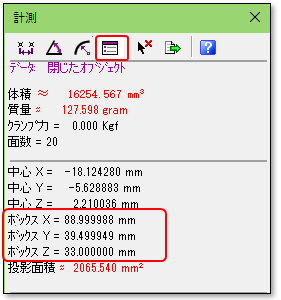 計測
データ: 閉じたオブジェクト
体積 ≈ 16254.567 mm³
質量 ≈ 127.598 gram
クランプ力 = 0.000 Kgf
面数 = 20
中心 X = -18.124280 mm
中心 Y = -5.628883 mm
中心 Z = 2.210036 mm
ボックス X = 88.999988 mm
ボックス Y = 39.499949 mm
ボックス Z = 33.000000 mm
投影面積 ≈ 2065.540 mm²